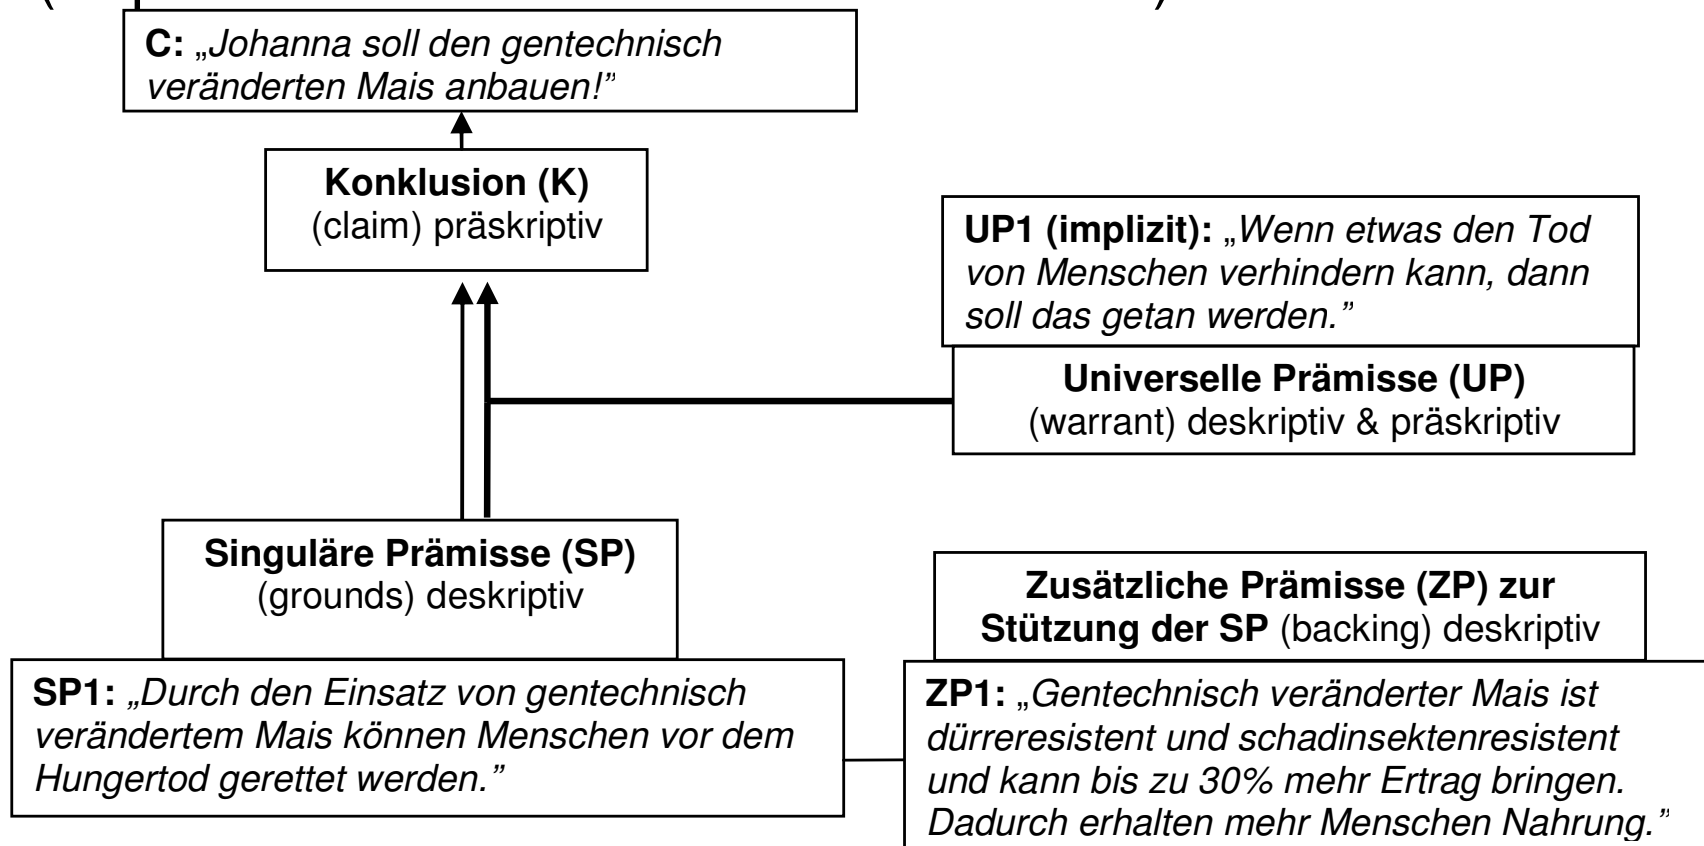 C: „Johanna soll den gentechnisch
veränderten Mais anbauen!”
Konklusion (K)
(claim) präskriptiv
UP1 (implizit): „Wenn etwas den Tod
von Menschen verhindern kann, dann
soll das getan werden.”
Universelle Prämisse (UP)
(warrant) deskriptiv & präskriptiv
Singuläre Prämisse (SP)
(grounds) deskriptiv
Zusätzliche Prämisse (ZP) zur
Stützung der SP (backing) deskriptiv
SP1: „Durch den Einsatz von gentechnisch
verändertem Mais können Menschen vor dem
Hungertod gerettet werden.”
ZP1: „Gentechnisch veränderter Mais ist
dürreresistent und schadinsektenresistent
und kann bis zu 30% mehr Ertrag bringen.
Dadurch erhalten mehr Menschen Nahrung.”